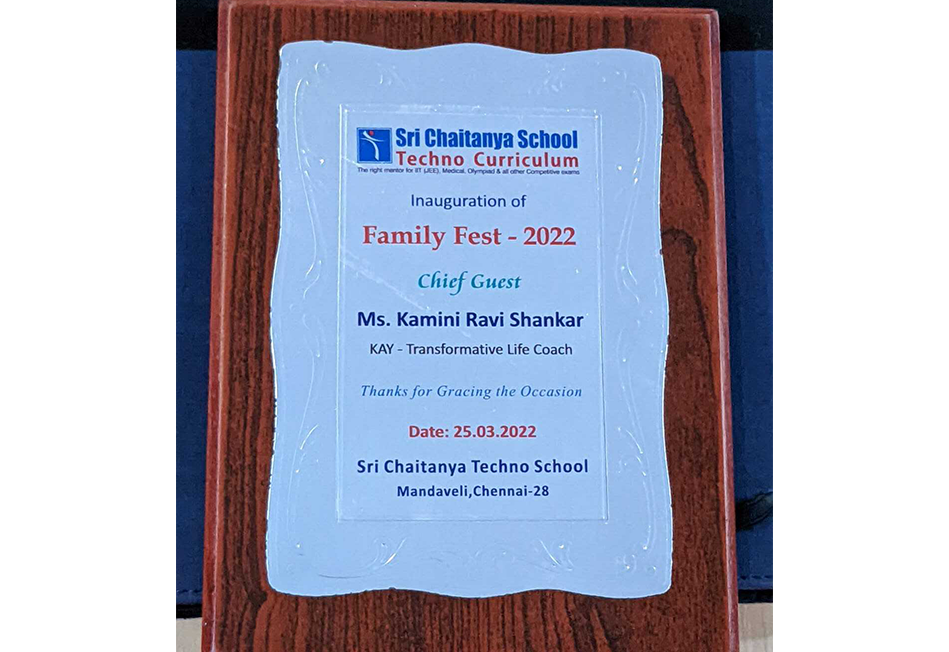 Sri Chaitanya School
Techno Curriculum
The right mentor for IIT (JEE), Medical, Olympiad & all other Competitive exams
Inauguration of
Family Fest - 2022
Chief Guest
Ms. Kamini Ravi Shankar
KAY - Transformative Life Coach
Thanks for Gracing the Occasion
Date: 25.03.2022
Sri Chaitanya Techno School
Mandaveli,Chennai-28